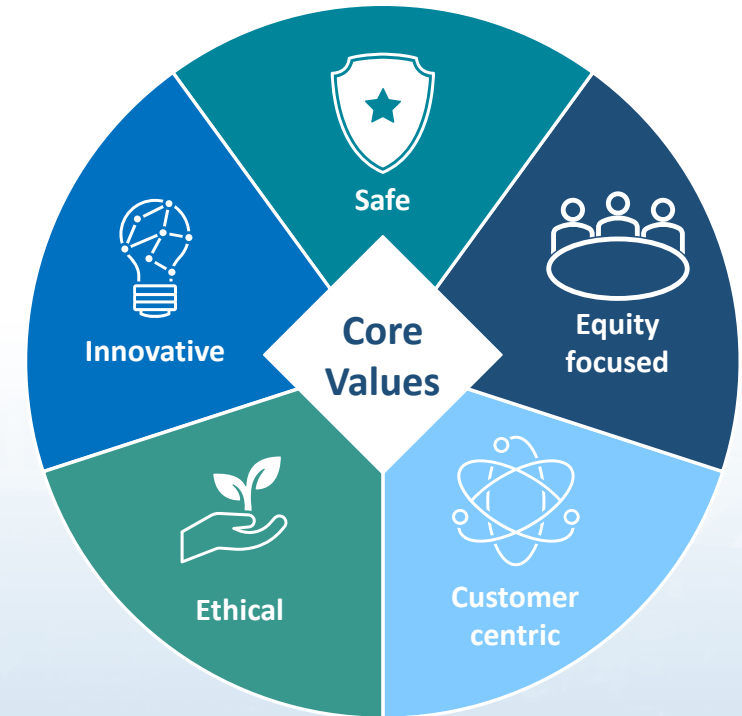 Safe
Equity
focused
Customer
centric
Ethical
Innovative
Core
Values